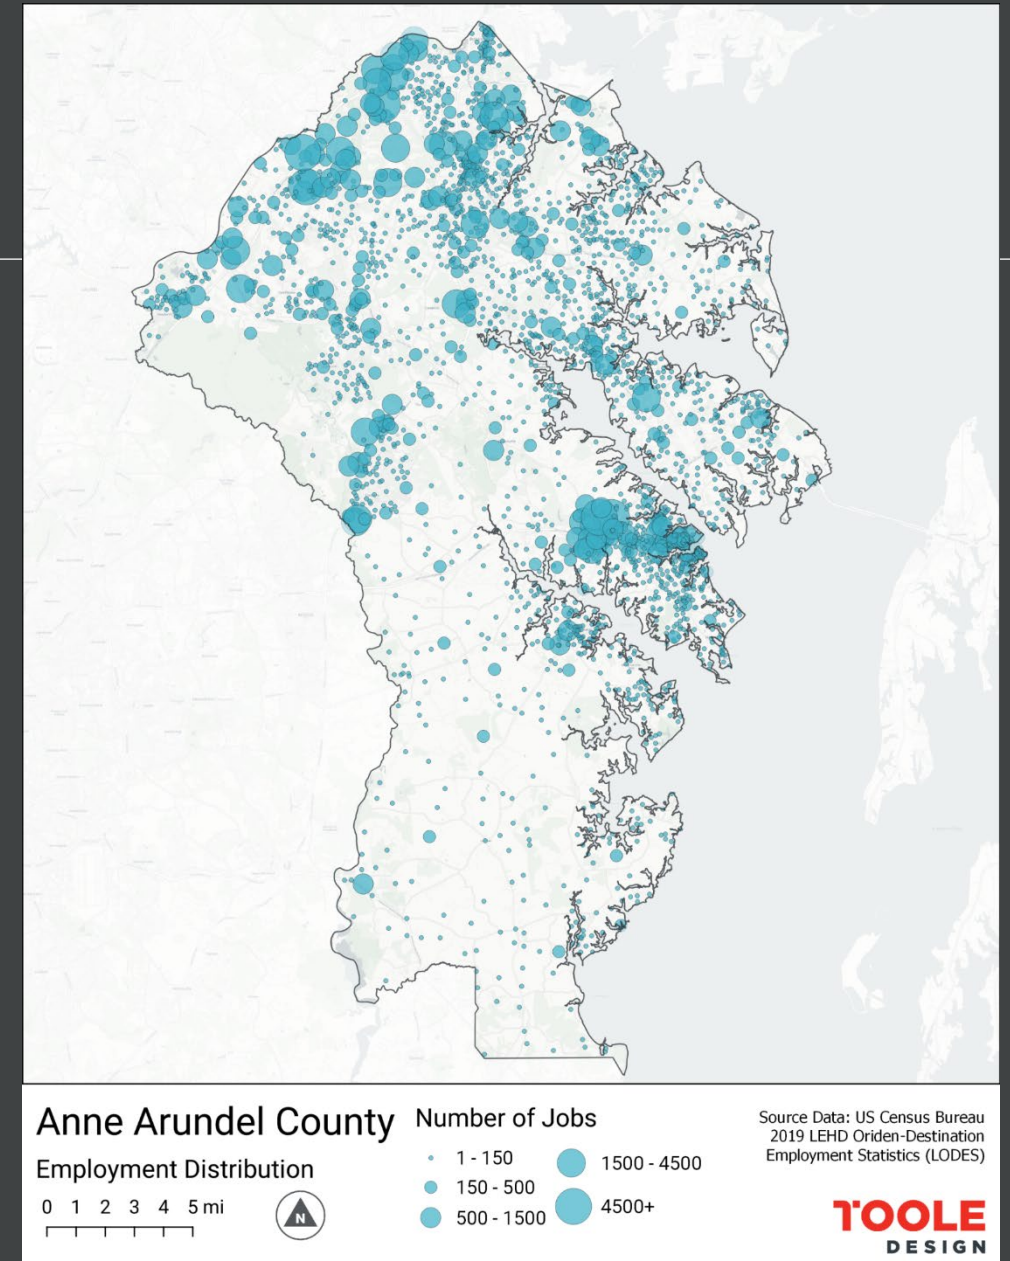 Anne Arundel County
Employment Distribution
0 1 2 3 4 5 mi
N
Number of Jobs
1 - 150
150 - 500
500 - 1500
1500 - 4500
4500+
Source Data: US Census Bureau
2019 LEHD Oriden-Destination
Employment Statistics (LODES)
TOOLE
DESIGN